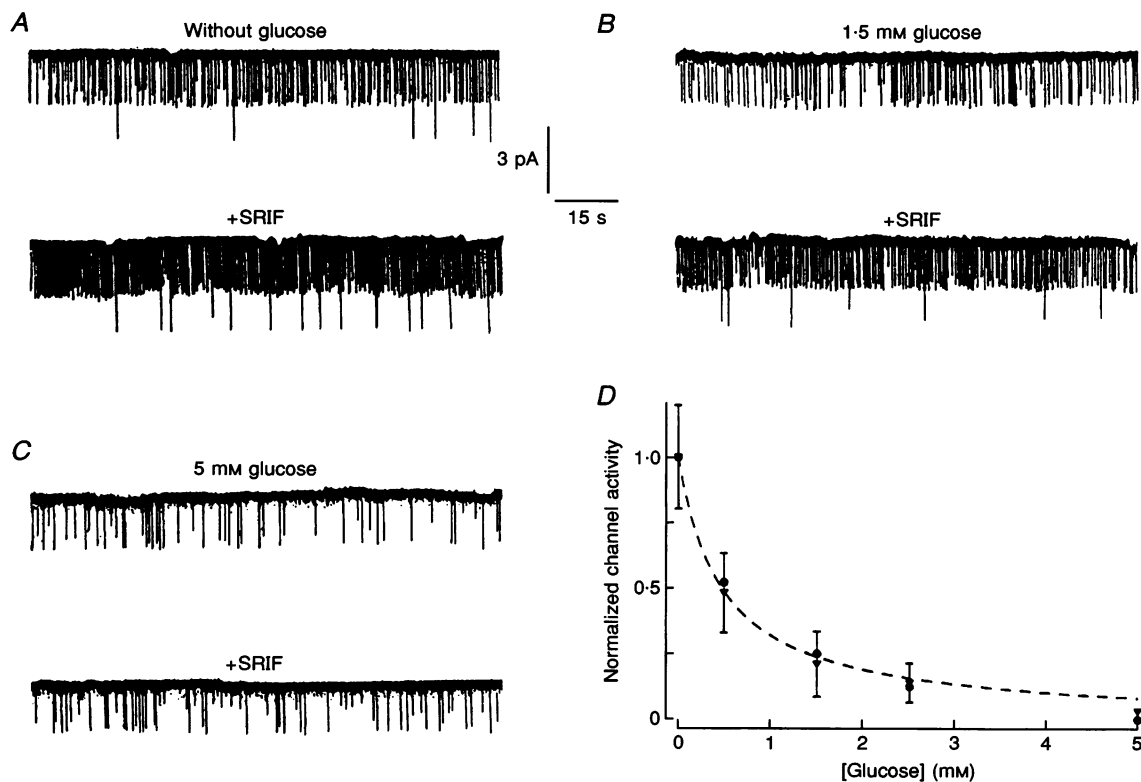 A
Without glucose
3 pA
15 s
+SRIF
B
1·5 mM glucose
+SRIF
C
5 mM glucose
+SRIF
D
Normalized channel activity
1·0
0·5
0
0 1 2 3 4 5
[Glucose] (mM)